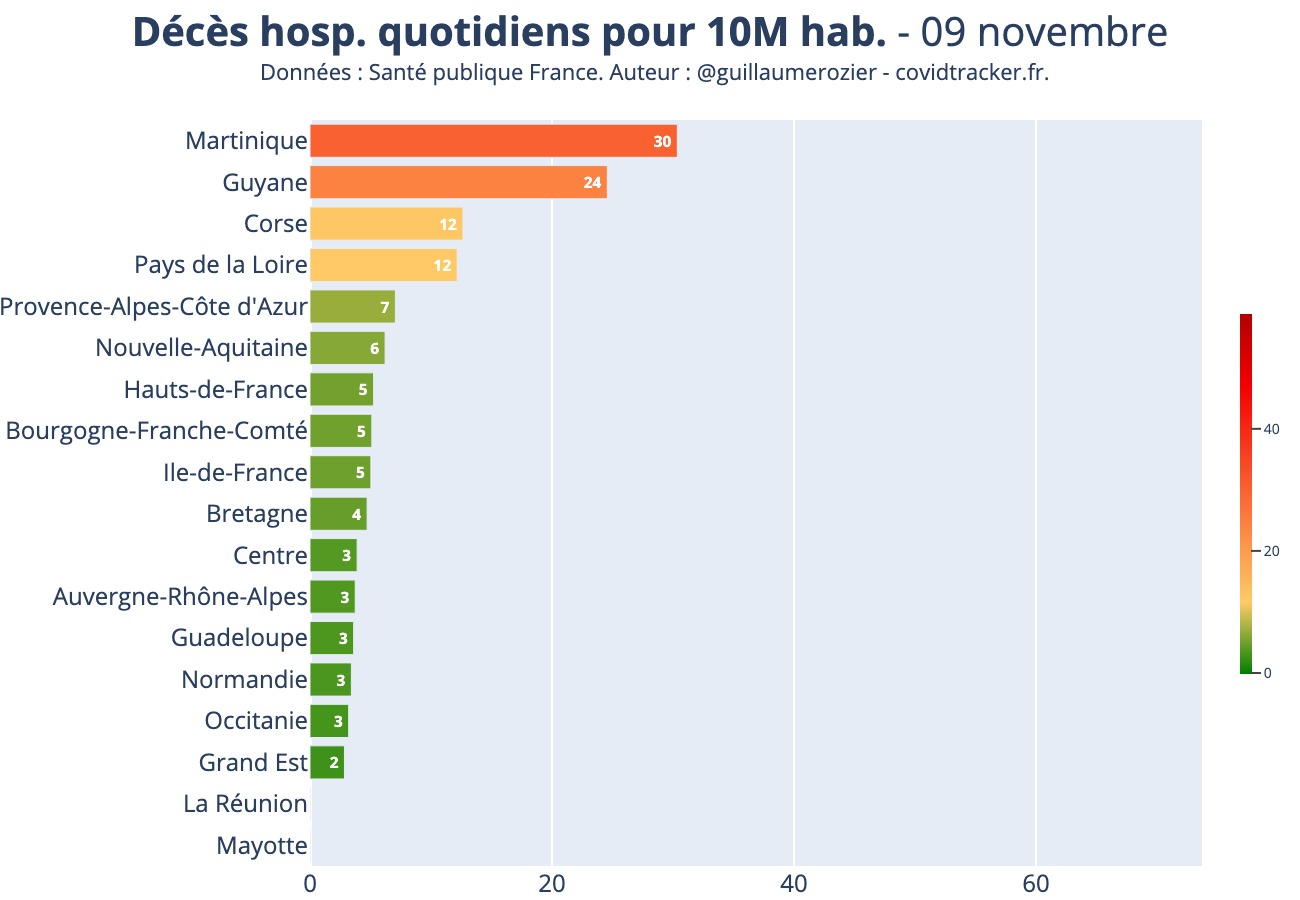 Décès hosp. quotidiens pour 10M hab. - 09 novembre
Données : Santé publique France. Auteur : @guillaumerozier - covidtracker.fr.
Martinique 30
Guyane 24
Corse 12
Pays de la Loire 12
Provence-Alpes-Côte d'Azur 7
Nouvelle-Aquitaine 6
Hauts-de-France 5
Bourgogne-Franche-Comté 5
Ile-de-France 5
Bretagne 4
Centre 3
Auvergne-Rhône-Alpes 3
Guadeloupe 3
Normandie 3
Occitanie 3
Grand Est 2
La Réunion
Mayotte
0 20 40 60
40
20
0